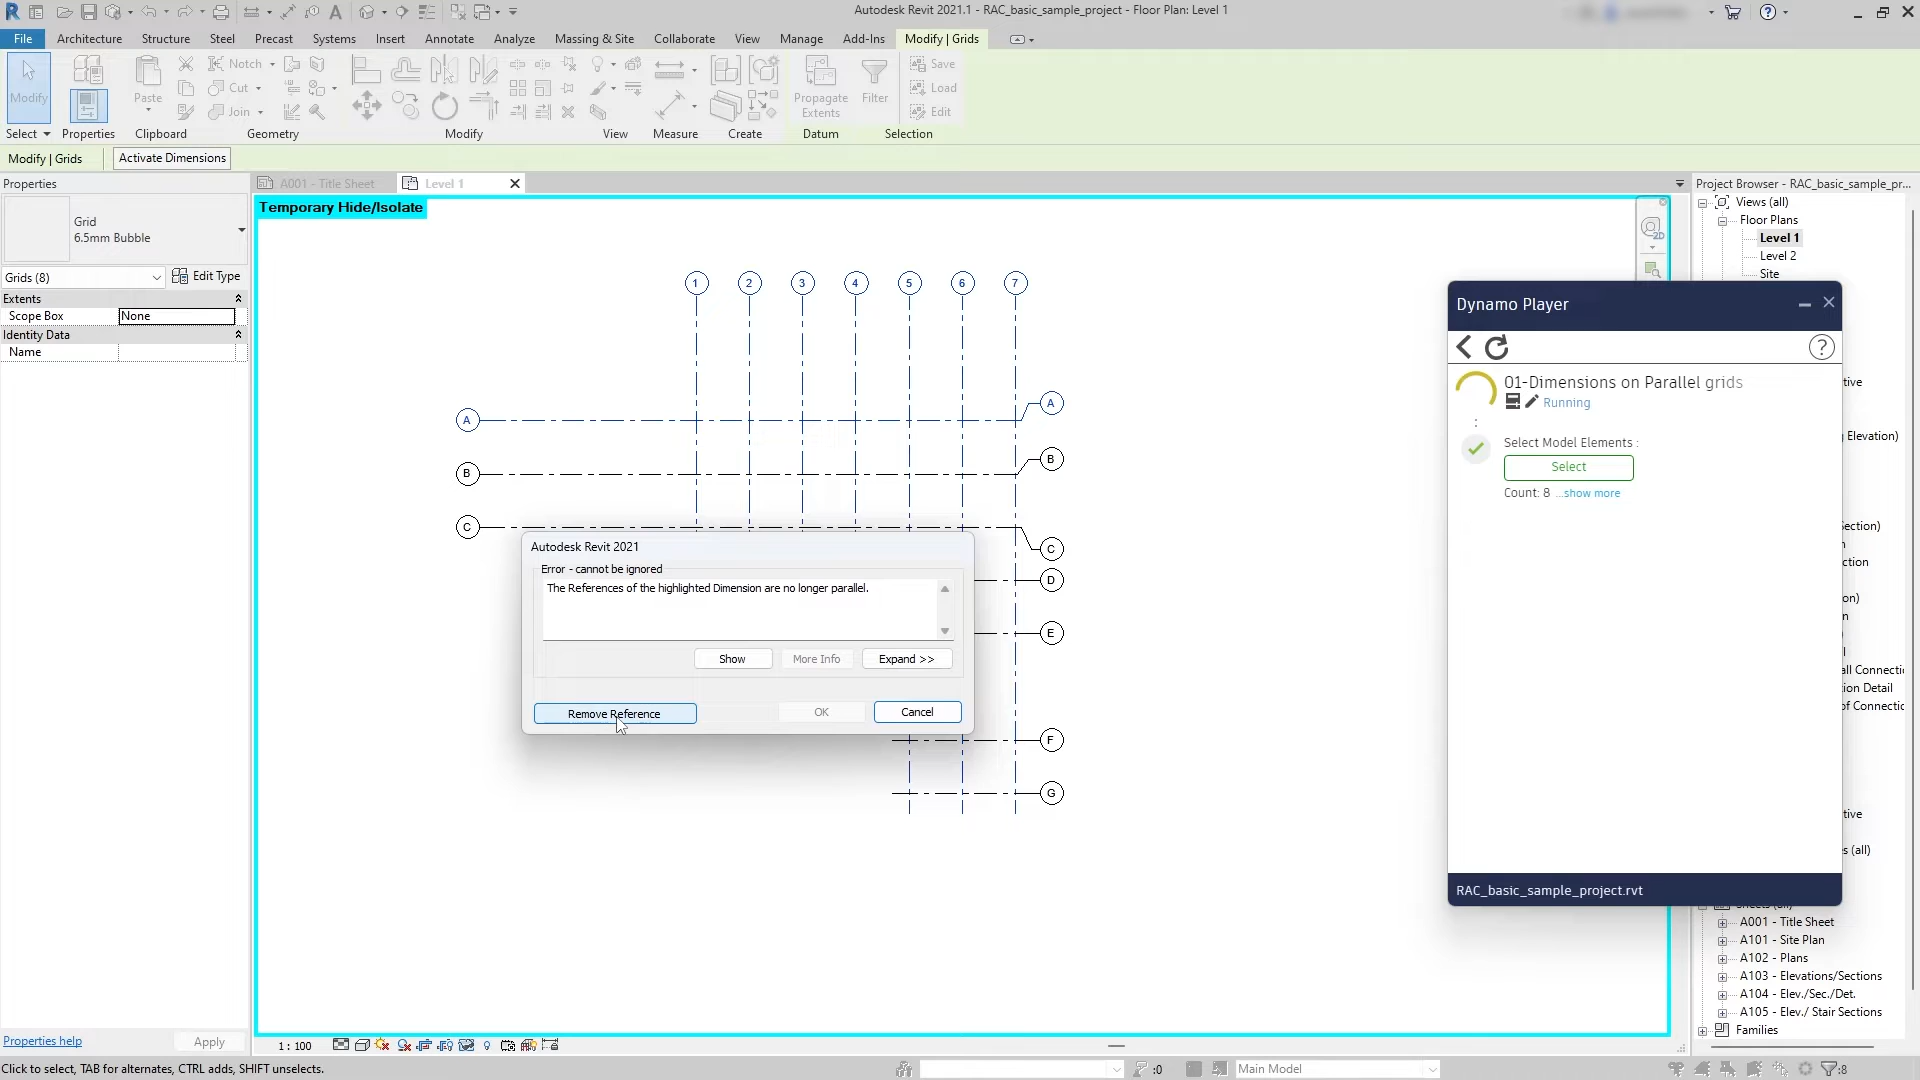 Autodesk Revit 2021.1 - RAC_basic_sample_project - Floor Plan: Level 1
File Architecture Structure Steel Precast Systems Insert Annotate Analyze Massing & Site Collaborate View Manage Add-Ins Modify | Grids
Modify
Paste
Notch
Cut
Join
Propagate Extents
Filter
Save
Load
Edit
Select Properties Clipboard Geometry Modify View Measure Create Datum Selection
Modify | Grids Activate Dimensions
Properties
Grid
6.5mm Bubble
Grids (8) Edit Type
Extents
Scope Box None
Identity Data
Name
Properties help Apply
A001 - Title Sheet Level 1
Temporary Hide/Isolate
2D
1 2 3 4 5 6 7
A A
B B
C C
D
E
F
G
Autodesk Revit 2021
Error - cannot be ignored
The References of the highlighted Dimension are no longer parallel.
Show More Info Expand >>
Remove Reference OK Cancel
Project Browser - RAC_basic_sample_pr...
Views (all)
Floor Plans
Level 1
Level 2
Site
Dynamo Player
?
01-Dimensions on Parallel grids
Running
:
Select Model Elements :
Select
Count: 8 ...show more
RAC_basic_sample_project.rvt
A001 - Title Sheet
A101 - Site Plan
A102 - Plans
A103 - Elevations/Sections
A104 - Elev./Sec./Det.
A105 - Elev./ Stair Sections
Families
1 : 100
Click to select, TAB for alternates, CTRL adds, SHIFT unselects.
:0
Main Model
:8